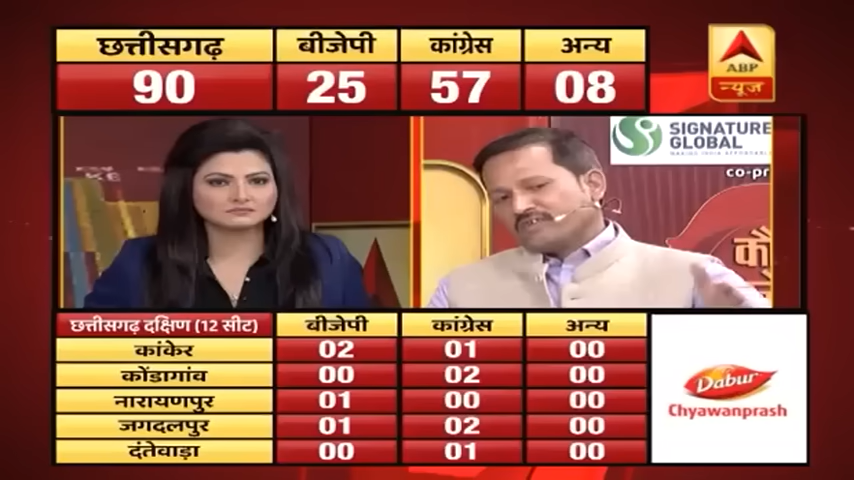 छत्तीसगढ़ बीजेपी कांग्रेस अन्य
90 25 57 08
ABP
न्यूज़
SIGNATURE
GLOBAL
co-pr
छत्तीसगढ़ दक्षिण (12 सीट) बीजेपी कांग्रेस अन्य
कांकेर 02 01 00
कोंडागांव 00 02 00
नारायणपुर 01 00 00
जगदलपुर 01 02 00
दंतेवाड़ा 00 01 00
Dabur
Chyawanprash